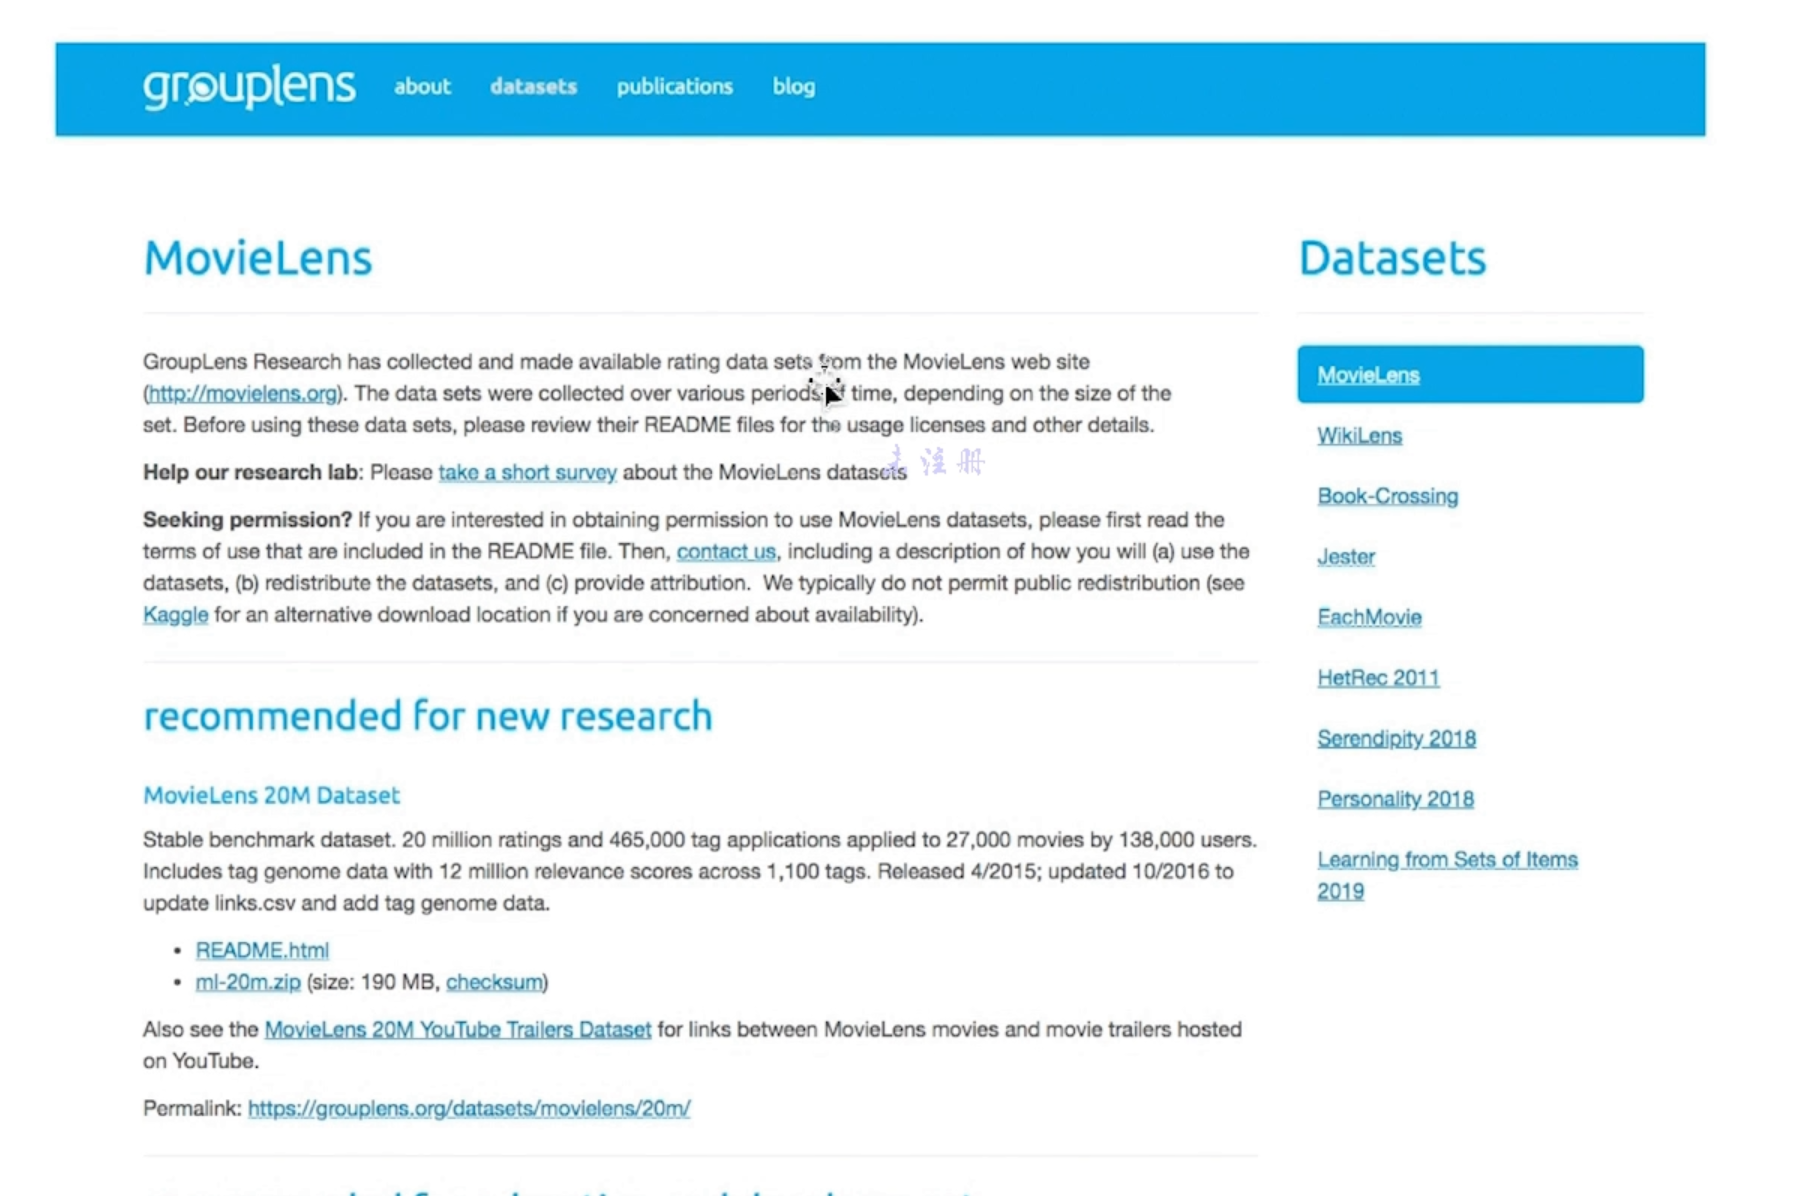 grouplens about datasets publications blog
MovieLens
GroupLens Research has collected and made available rating data sets from the MovieLens web site
(http://movielens.org). The data sets were collected over various periods of time, depending on the size of the
set. Before using these data sets, please review their README files for the usage licenses and other details.
Help our research lab: Please take a short survey about the MovieLens datasets
未注册
Seeking permission? If you are interested in obtaining permission to use MovieLens datasets, please first read the
terms of use that are included in the README file. Then, contact us, including a description of how you will (a) use the
datasets, (b) redistribute the datasets, and (c) provide attribution.  We typically do not permit public redistribution (see
Kaggle for an alternative download location if you are concerned about availability).
recommended for new research
MovieLens 20M Dataset
Stable benchmark dataset. 20 million ratings and 465,000 tag applications applied to 27,000 movies by 138,000 users.
Includes tag genome data with 12 million relevance scores across 1,100 tags. Released 4/2015; updated 10/2016 to
update links.csv and add tag genome data.
• README.html
• ml-20m.zip (size: 190 MB, checksum)
Also see the MovieLens 20M YouTube Trailers Dataset for links between MovieLens movies and movie trailers hosted
on YouTube.
Permalink: https://grouplens.org/datasets/movielens/20m/
Datasets
MovieLens
WikiLens
Book-Crossing
Jester
EachMovie
HetRec 2011
Serendipity 2018
Personality 2018
Learning from Sets of Items
2019